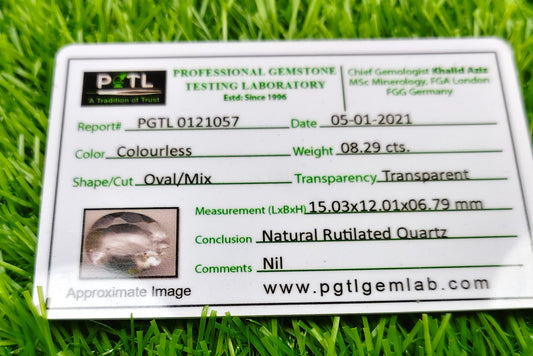 PGTL
'A Tradition of Trust
PROFESSIONAL GEMSTONE
TESTING LABORATORY
Estd: Since 1996
Chief Gemologist Khalid Aziz
MSc Minerology, FGA London
FGG Germany
Report# PGTL 0121057 Date 05-01-2021
Color Colourless Weight 08.29 cts.
Shape/Cut Oval/Mix Transparency Transparent
Measurement (LxBxH) 15.03x12.01x06.79 mm
Conclusion Natural Rutilated Quartz
Comments Nil
Approximate Image
www.pgtlgemlab.com